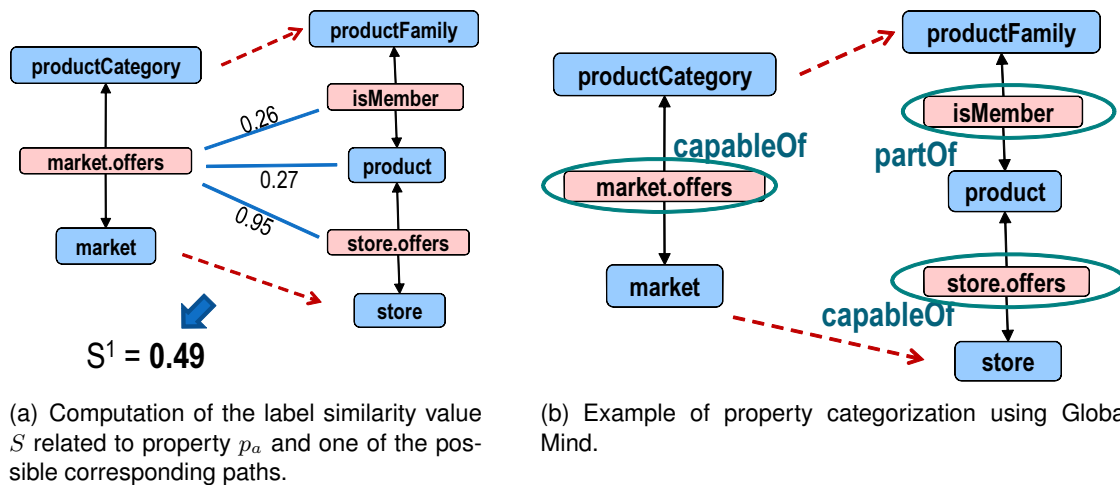 productFamily
productCategory
isMember
0.26
market.offers
product
0.27
0.95
store.offers
market
store
S¹ = 0.49
(a) Computation of the label similarity value
S related to property pₐ and one of the pos-
sible corresponding paths.
productFamily
productCategory
isMember
capableOf
partOf
market.offers
product
market
store.offers
capableOf
store
(b) Example of property categorization using Globa
Mind.